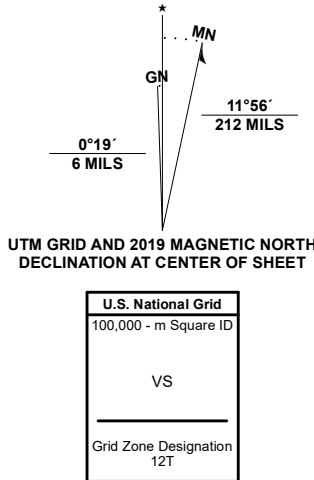 ★
MN
GN
0°19´
6 MILS
11°56´
212 MILS
UTM GRID AND 2019 MAGNETIC NORTH
DECLINATION AT CENTER OF SHEET
U.S. National Grid
100,000 - m Square ID
VS
Grid Zone Designation
12T